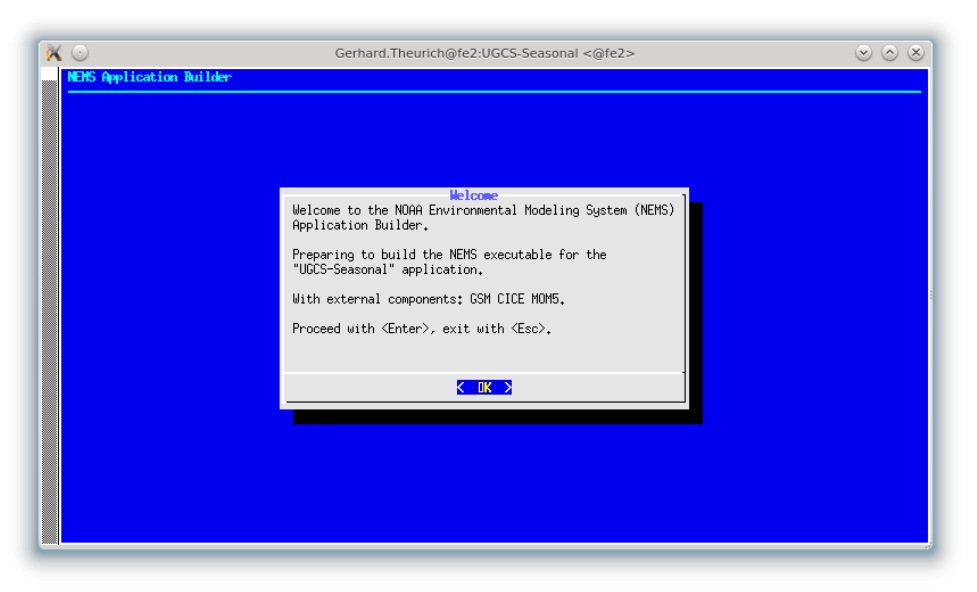 Gerhard.Theurich@fe2:UGCS-Seasonal <@fe2>
NEMS Application Builder
Welcome
Welcome to the NOAA Environmental Modeling System (NEMS)
Application Builder.
Preparing to build the NEMS executable for the
"UGCS-Seasonal" application.
With external components: GSM CICE MOM5.
Proceed with <Enter>, exit with <Esc>.
< OK >